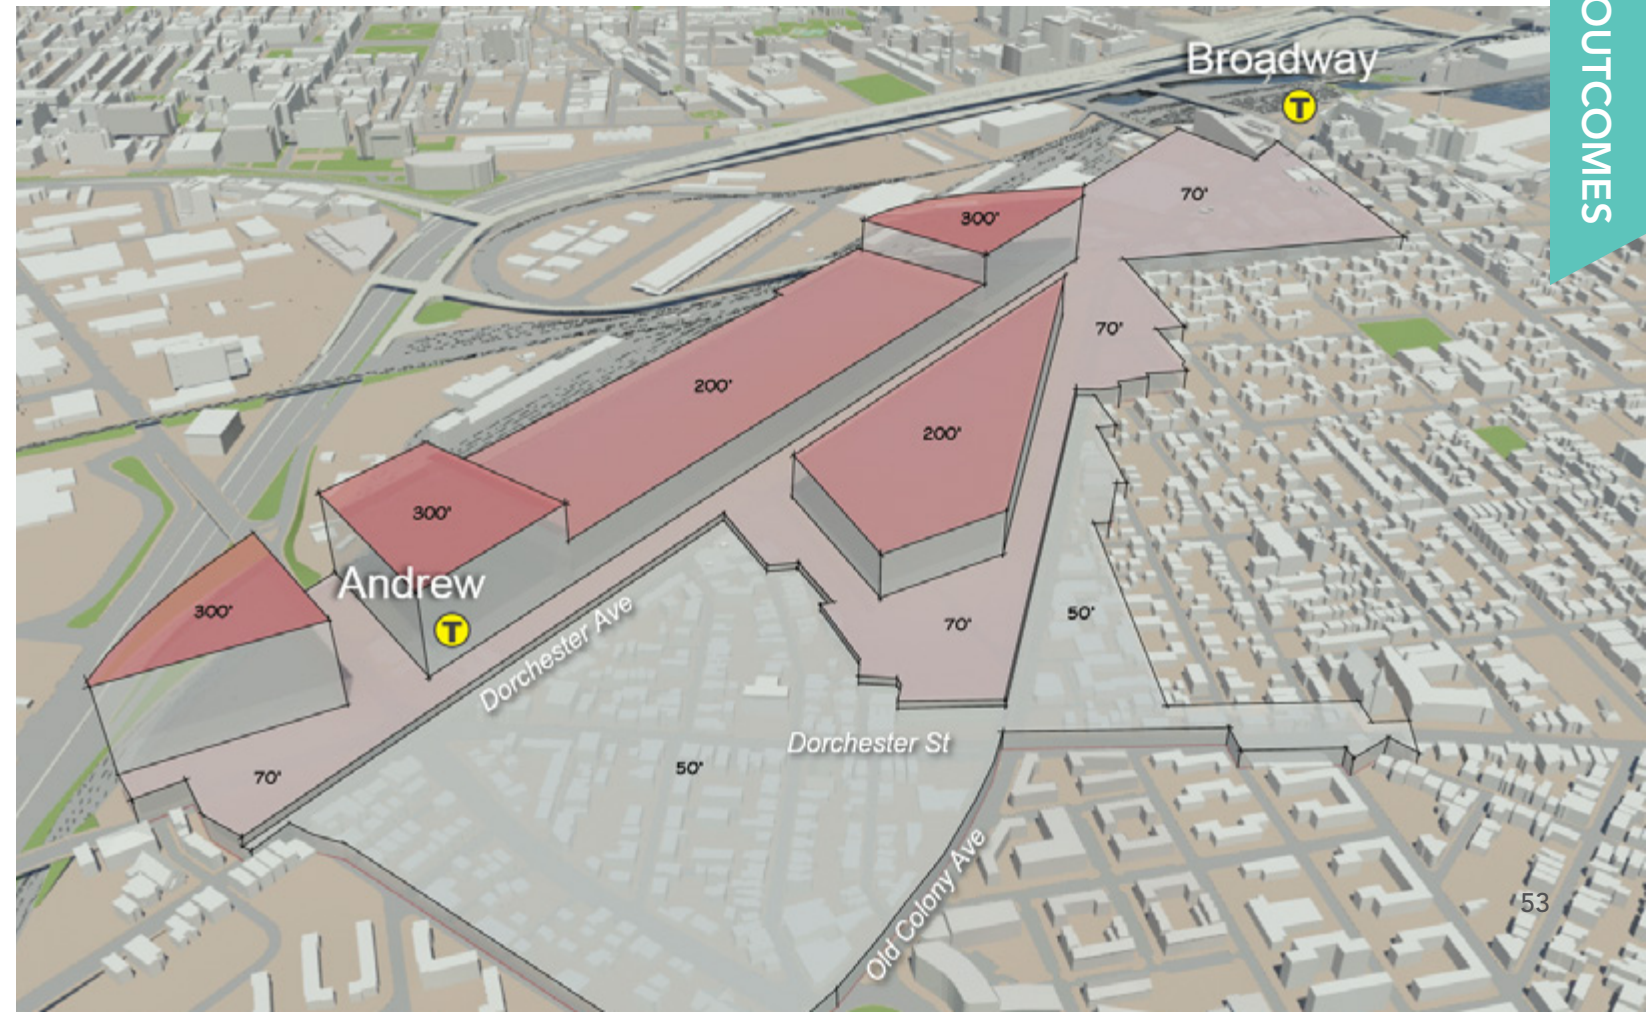 OUTCOMES
Broadway
T
70'
300'
70'
200'
200'
300'
Andrew
T
300'
Dorchester Ave
70'
50'
Dorchester St
50'
70'
Old Colony Ave
53